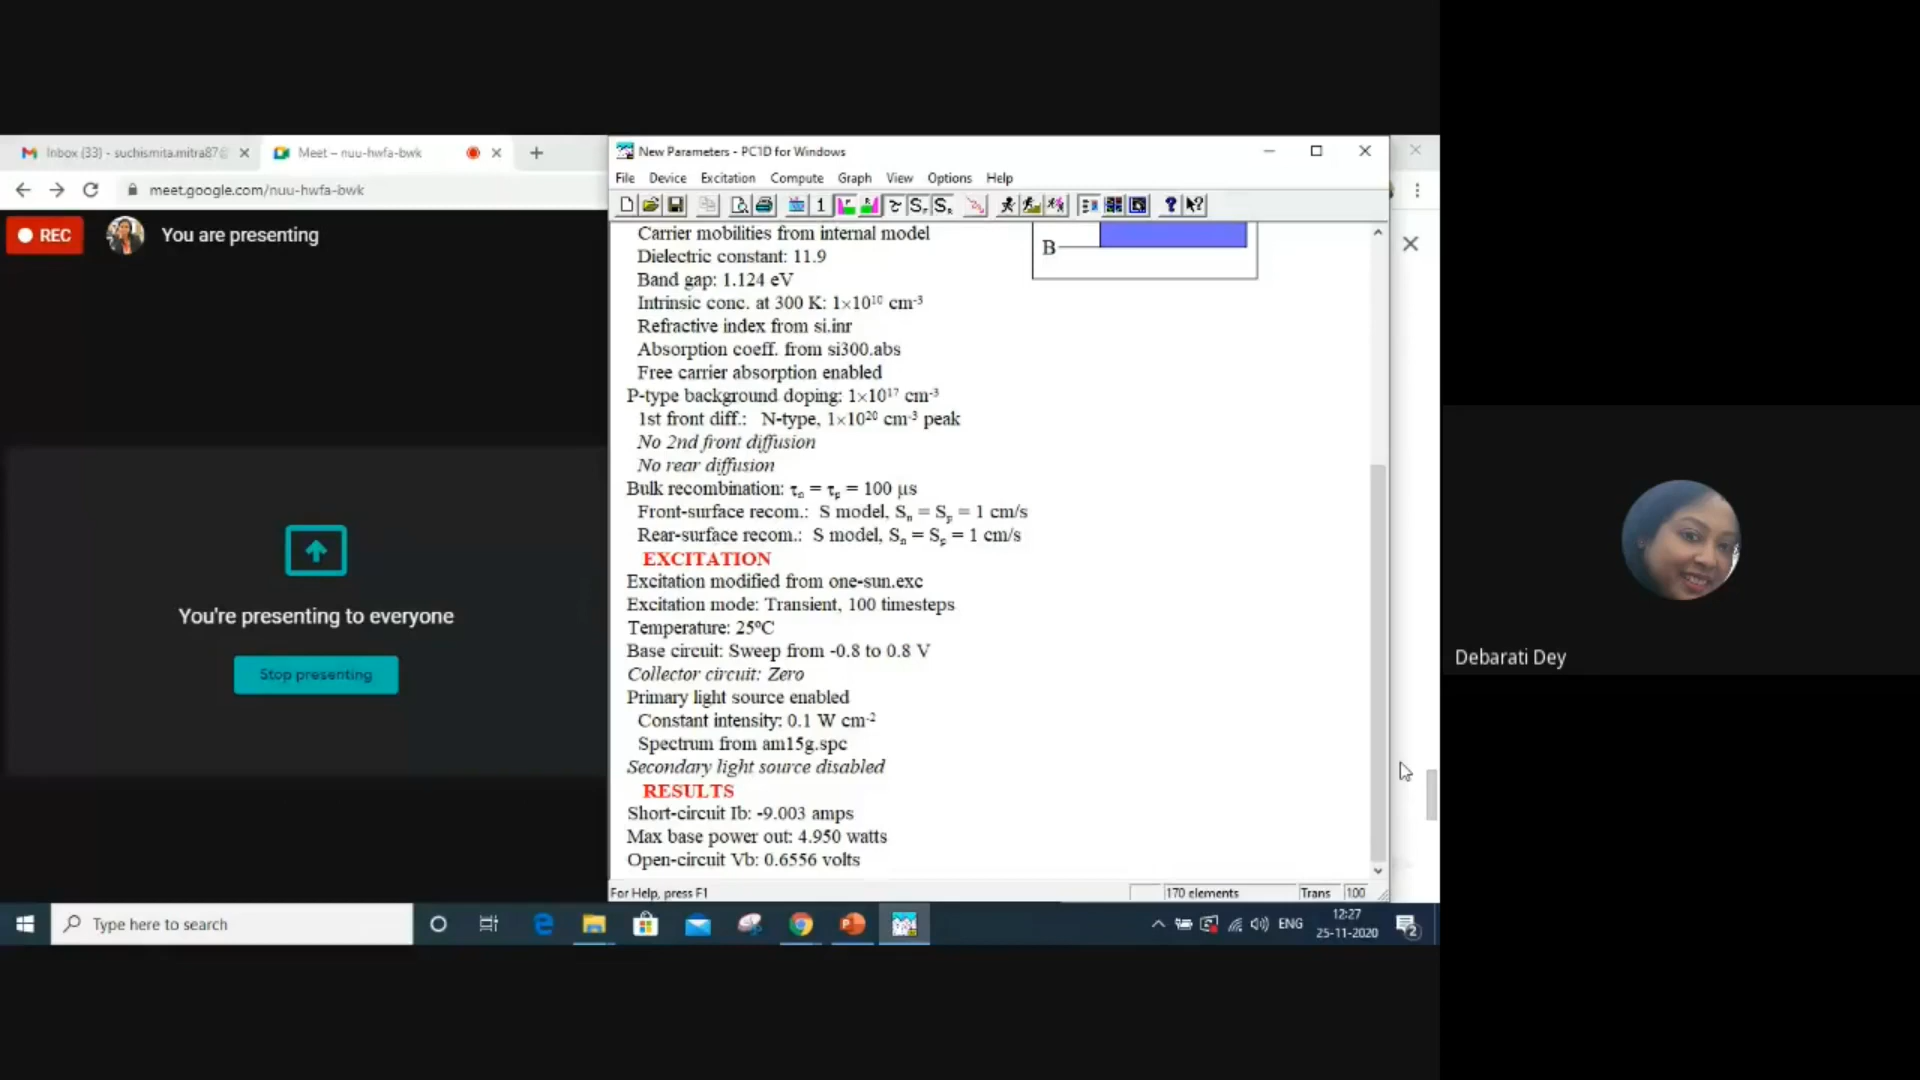 Inbox (33) - suchismita.mitra87@
Meet – nuu-hwfa-bwk
meet.google.com/nuu-hwfa-bwk
REC
You are presenting
You're presenting to everyone
Stop presenting
New Parameters - PC1D for Windows
File Device Excitation Compute Graph View Options Help
Carrier mobilities from internal model
Dielectric constant: 11.9
Band gap: 1.124 eV
Intrinsic conc. at 300 K: 1×10¹⁰ cm⁻³
Refractive index from si.inr
Absorption coeff. from si300.abs
Free carrier absorption enabled
P-type background doping: 1×10¹⁷ cm⁻³
1st front diff.: N-type, 1×10²⁰ cm⁻³ peak
No 2nd front diffusion
No rear diffusion
Bulk recombination: τₙ = τₚ = 100 µs
Front-surface recom.: S model, Sₙ = Sₚ = 1 cm/s
Rear-surface recom.: S model, Sₙ = Sₚ = 1 cm/s
EXCITATION
Excitation modified from one-sun.exc
Excitation mode: Transient, 100 timesteps
Temperature: 25ºC
Base circuit: Sweep from -0.8 to 0.8 V
Collector circuit: Zero
Primary light source enabled
Constant intensity: 0.1 W cm⁻²
Spectrum from am15g.spc
Secondary light source disabled
RESULTS
Short-circuit Ib: -9.003 amps
Max base power out: 4.950 watts
Open-circuit Vb: 0.6556 volts
B
For Help, press F1
170 elements
Trans
100
Type here to search
ENG
12:27
25-11-2020
2
Debarati Dey